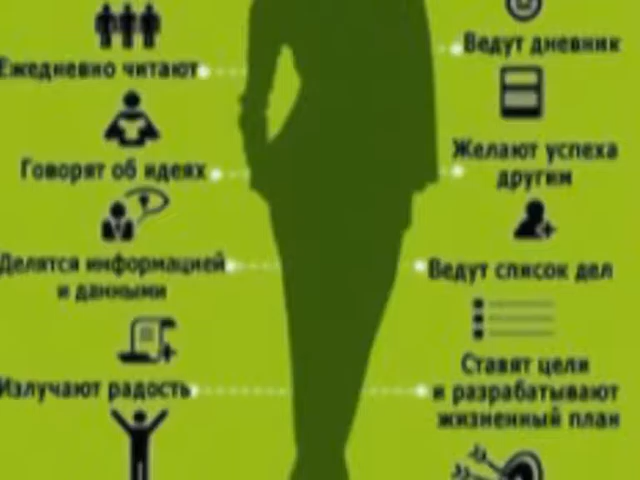 Ежедневно читают
Говорят об идеях
Делятся информацией
и данными
Излучают радость
Ведут дневник
Желают успеха
другим
Ведут список дел
Ставят цели
и разрабатывают
жизненный план